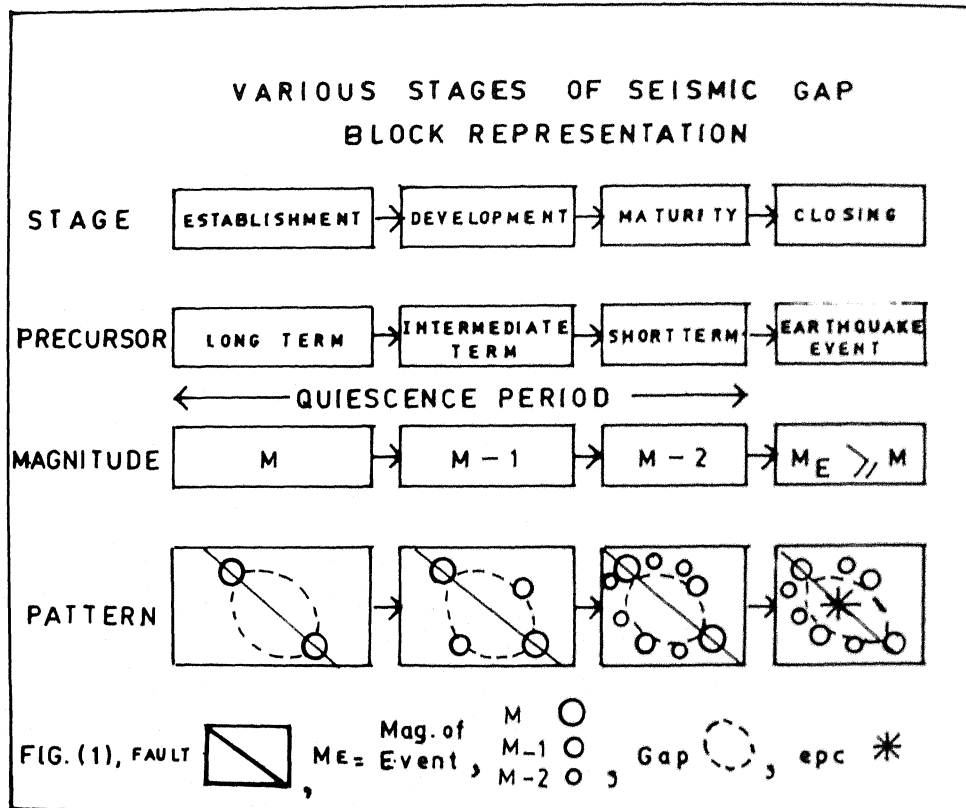 VARIOUS STAGES OF SEISMIC GAP
BLOCK REPRESENTATION
STAGE ESTABLISHMENT DEVELOPMENT MATURITY CLOSING
PRECURSOR LONG TERM INTERMEDIATE TERM SHORT TERM EARTHQUAKE EVENT
QUIESCENCE PERIOD
MAGNITUDE M M-1 M-2 ME ⩾ M
PATTERN
FIG.(1), FAULT , ME = Mag. of Event , M M-1 M-2 , Gap , epc